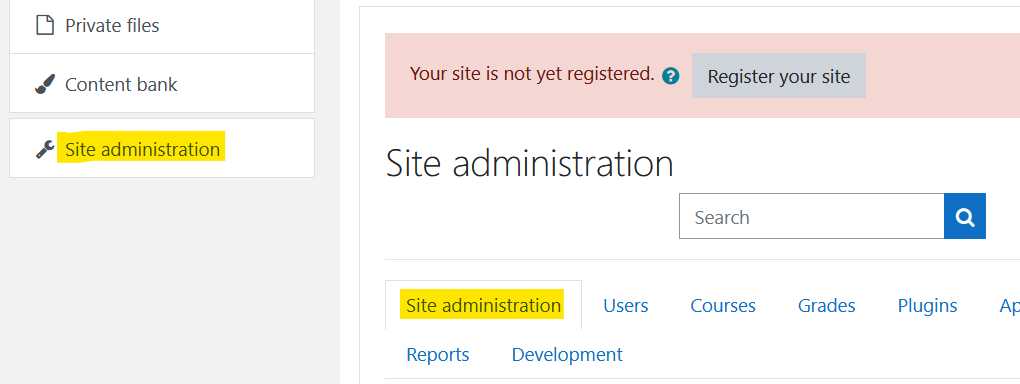 Private files
Content bank
Site administration
Your site is not yet registered. ? Register your site
Site administration
Search
Site administration Users Courses Grades Plugins Ap
Reports Development